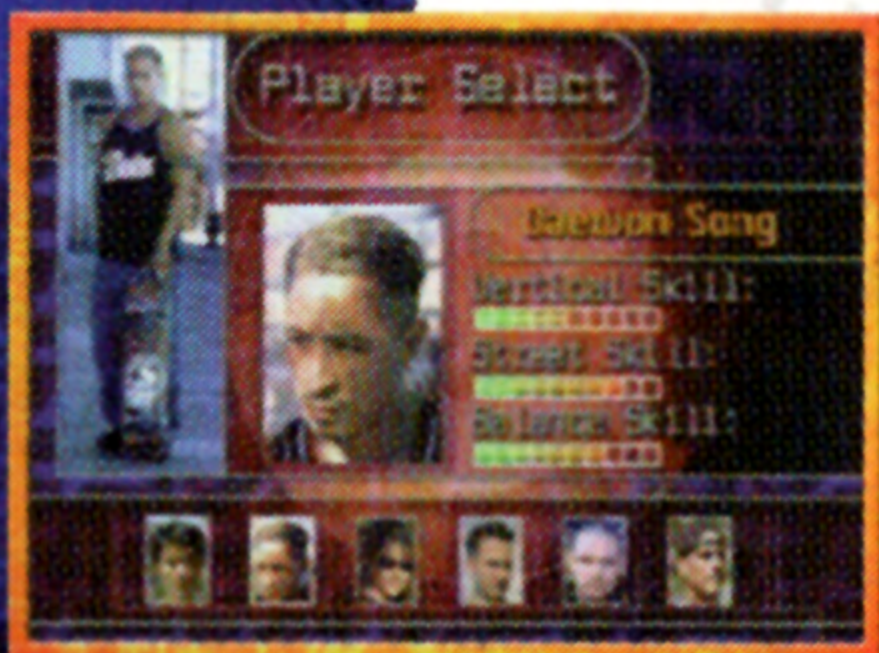 Player Select
Daewon Song
Vertical Skill:
Street Skill:
Balance Skill: